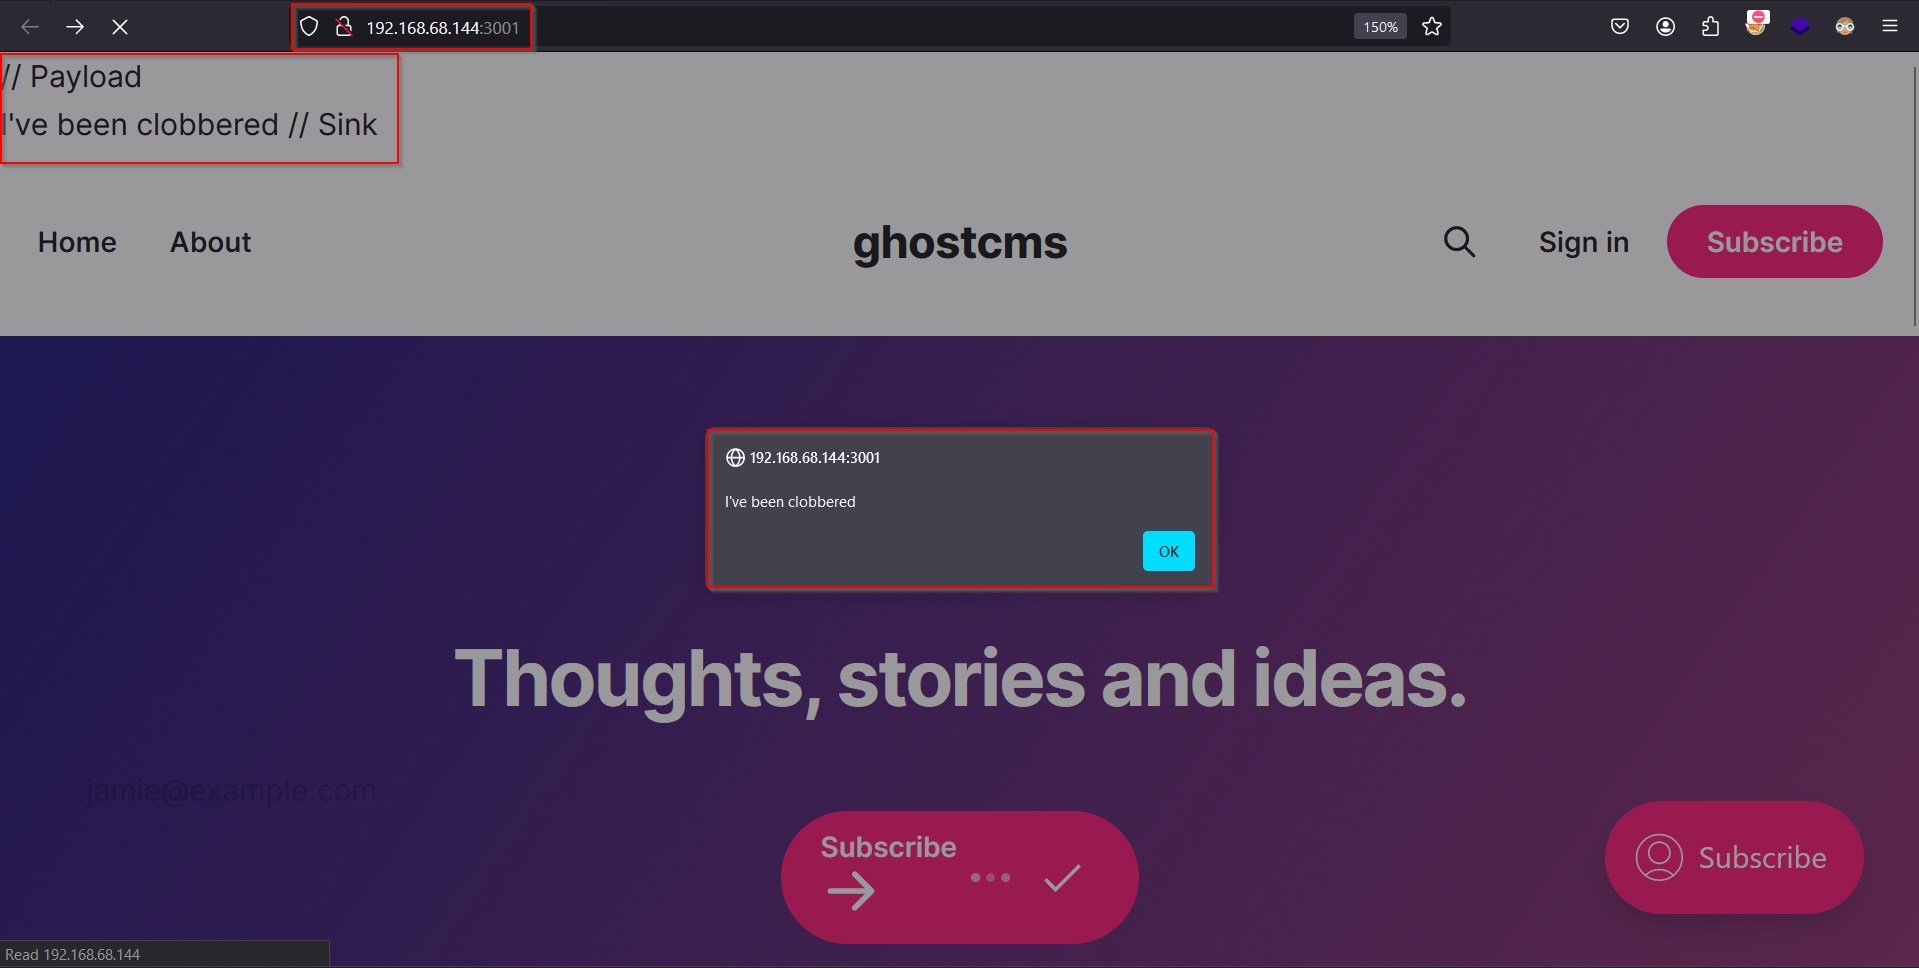 192.168.68.144:3001
150%
// Payload
I've been clobbered // Sink
Home
About
ghostcms
Sign in
Subscribe
192.168.68.144:3001
I've been clobbered
OK
Thoughts, stories and ideas.
jamie@example.com
Subscribe
Subscribe
Read 192.168.68.144